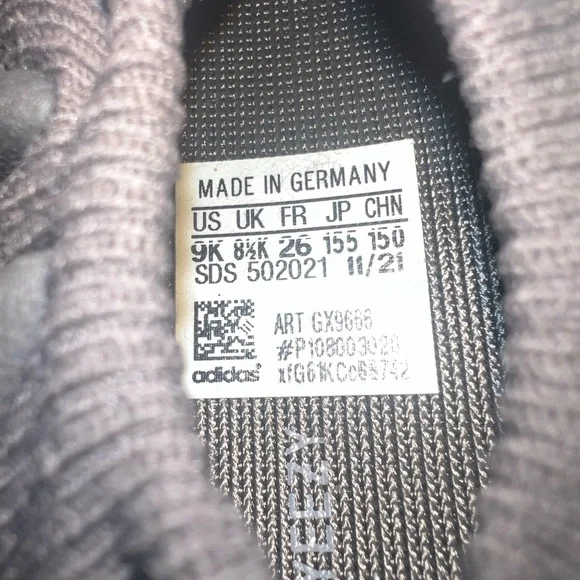 MADE IN GERMANY
US UK FR JP CHN
9K 8½K 26 155 150
SDS 502021 11/21
ART GX9666
adidas
YEEZY